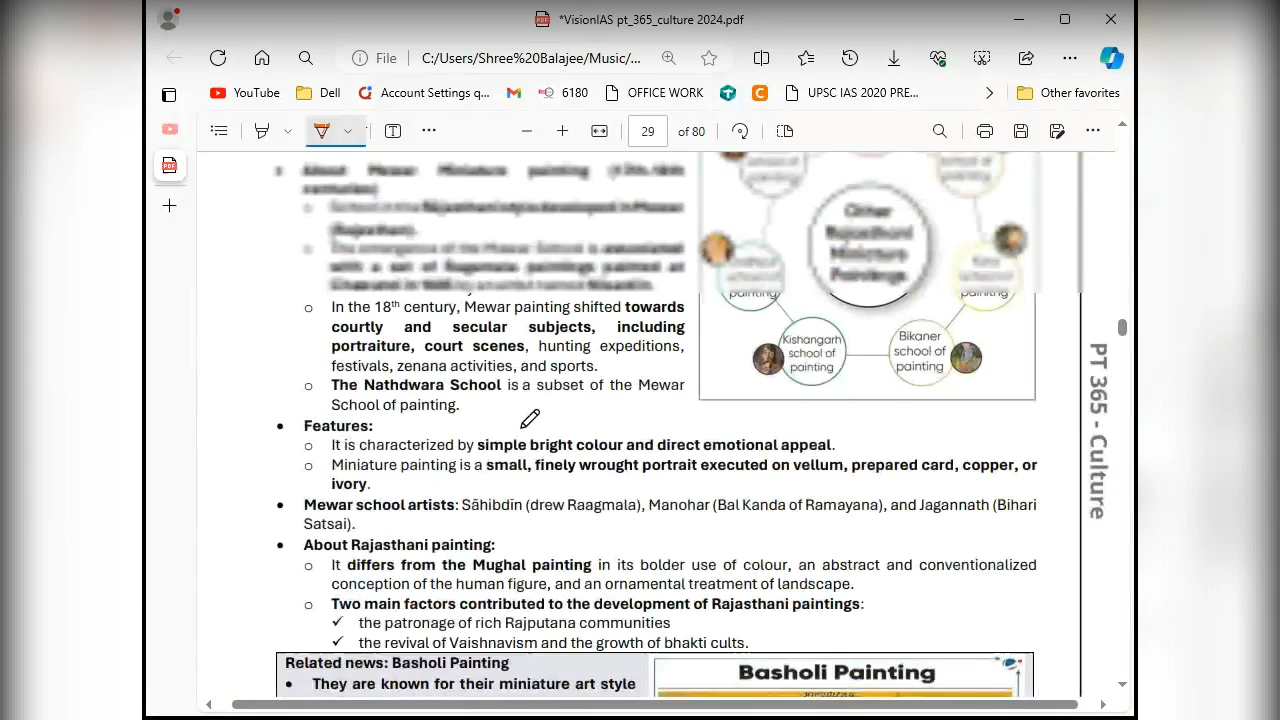 *VisionIAS pt_365_culture 2024.pdf
File C:/Users/Shree%20Balajee/Music/...
YouTube Dell Account Settings q... 6180 OFFICE WORK UPSC IAS 2020 PRE... Other favorites
29 of 80
About Mewar Miniature painting
painting
painting
In the 18th century, Mewar painting shifted towards
courtly and secular subjects, including
portraiture, court scenes, hunting expeditions,
festivals, zenana activities, and sports.
The Nathdwara School is a subset of the Mewar
School of painting.
Other
Rajasthani
Miniature
Paintings
Kishangarh
school of
painting
Bikaner
school of
painting
Features:
It is characterized by simple bright colour and direct emotional appeal.
Miniature painting is a small, finely wrought portrait executed on vellum, prepared card, copper, or
ivory.
Mewar school artists: Sāhibdīn (drew Raagmala), Manohar (Bal Kanda of Ramayana), and Jagannath (Bihari
Satsai).
About Rajasthani painting:
It differs from the Mughal painting in its bolder use of colour, an abstract and conventionalized
conception of the human figure, and an ornamental treatment of landscape.
Two main factors contributed to the development of Rajasthani paintings:
✓ the patronage of rich Rajputana communities
✓ the revival of Vaishnavism and the growth of bhakti cults.
Related news: Basholi Painting
They are known for their miniature art style
Basholi Painting
PT 365 - Culture